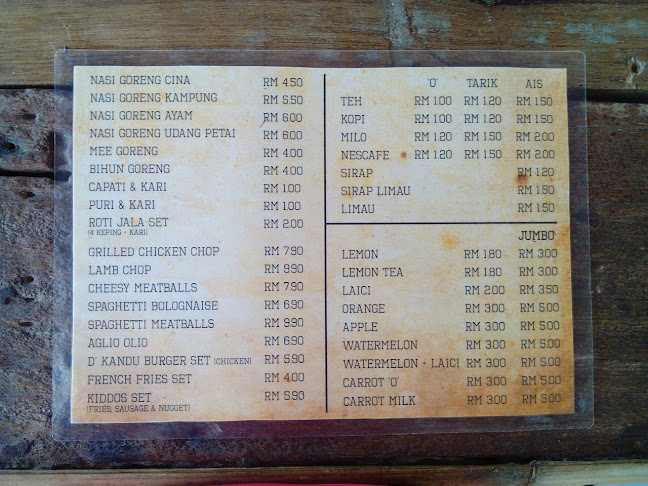 NASI GORENG CINA RM 4.50
NASI GORENG KAMPUNG RM 5.50
NASI GORENG AYAM RM 6.00
NASI GORENG UDANG PETAI RM 6.00
MEE GORENG RM 4.00
BIHUN GORENG RM 4.00
CAPATI & KARI RM 1.00
PURI & KARI RM 1.00
ROTI JALA SET RM 2.00
(4 KEPING + KARI)
GRILLED CHICKEN CHOP RM 7.90
LAMB CHOP RM 9.90
CHEESY MEATBALLS RM 7.90
SPAGHETTI BOLOGNAISE RM 6.90
SPAGHETTI MEATBALLS RM 9.90
AGLIO OLIO RM 6.90
D' KANDU BURGER SET (CHICKEN) RM 5.90
FRENCH FRIES SET RM 4.00
KIDDOS SET RM 5.90
(FRIES, SAUSAGE & NUGGET)
'O' TARIK AIS
TEH RM 1.00 RM 1.20 RM 1.50
KOPI RM 1.00 RM 1.20 RM 1.50
MILO RM 1.20 RM 1.50 RM 2.00
NESCAFE RM 1.20 RM 1.50 RM 2.00
SIRAP RM 1.20
SIRAP LIMAU RM 1.50
LIMAU RM 1.50
JUMBO
LEMON RM 1.80 RM 3.00
LEMON TEA RM 1.80 RM 3.00
LAICI RM 2.00 RM 3.50
ORANGE RM 3.00 RM 5.00
APPLE RM 3.00 RM 5.00
WATERMELON RM 3.00 RM 5.00
WATERMELON + LAICI RM 3.00 RM 5.00
CARROT 'O' RM 3.00 RM 5.00
CARROT MILK RM 3.00 RM 5.00